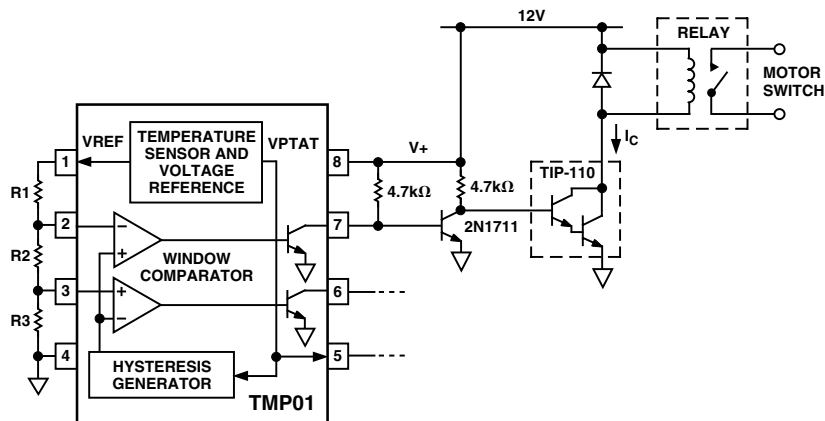 12V
RELAY
MOTOR
SWITCH
I_C
TIP-110
V+
4.7kΩ
4.7kΩ
2N1711
VREF
TEMPERATURE
SENSOR AND
VOLTAGE
REFERENCE
VPTAT
1
8
R1
2
7
R2
WINDOW
COMPARATOR
3
6
R3
4
5
HYSTERESIS
GENERATOR
TMP01
−
+
+
−